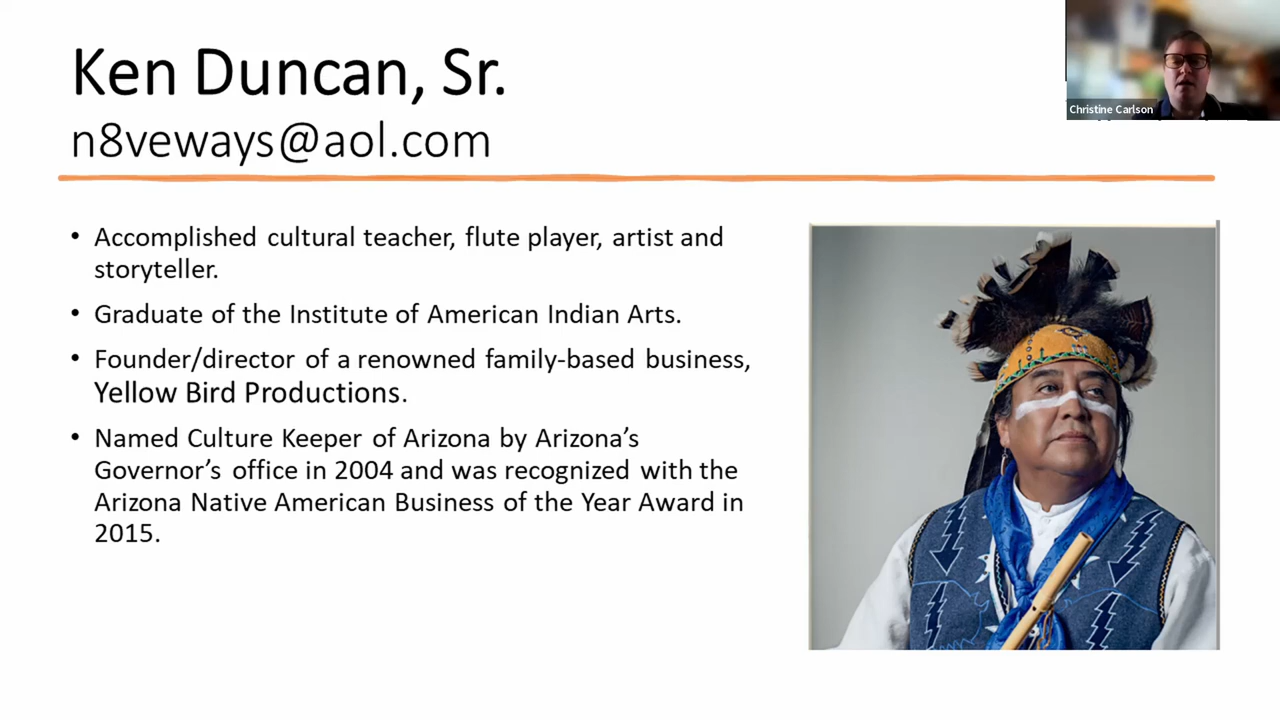 Ken Duncan, Sr.
n8veways@aol.com
Christine Carlson
• Accomplished cultural teacher, flute player, artist and
storyteller.
• Graduate of the Institute of American Indian Arts.
• Founder/director of a renowned family-based business,
Yellow Bird Productions.
• Named Culture Keeper of Arizona by Arizona’s
Governor’s office in 2004 and was recognized with the
Arizona Native American Business of the Year Award in
2015.